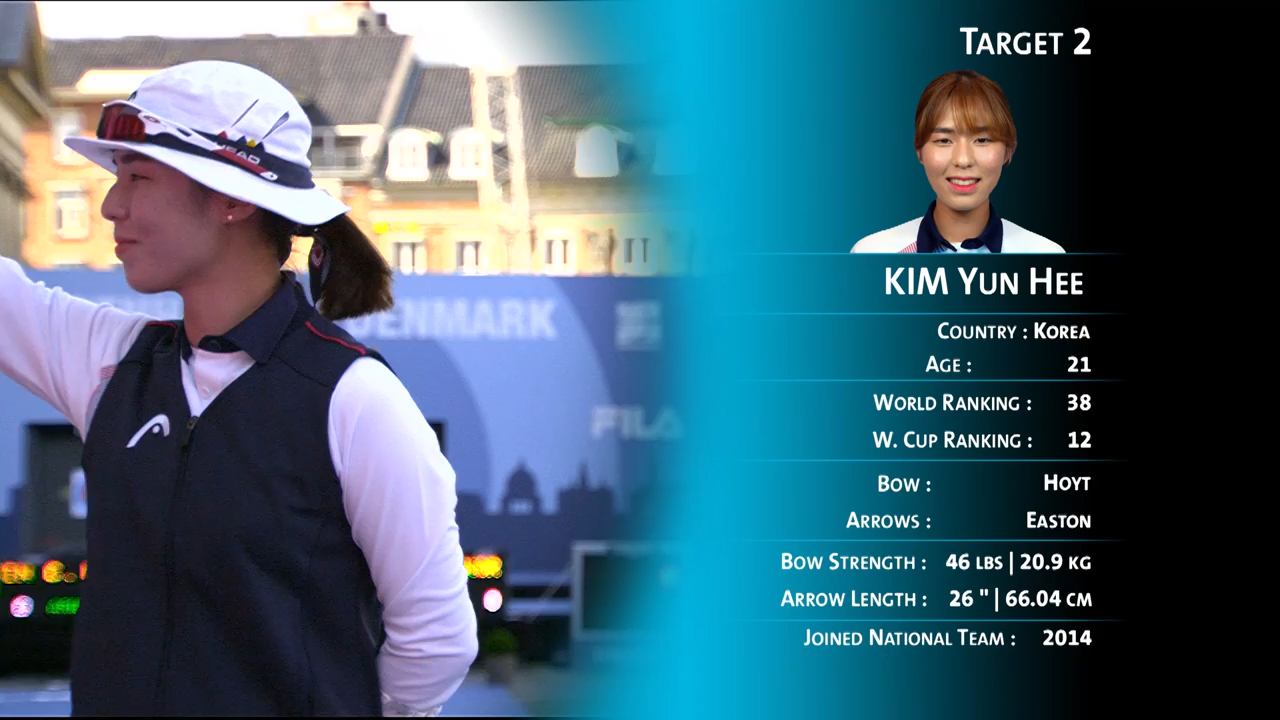 TARGET 2
HEAD
KIM YUN HEE
DENMARK
COUNTRY : KOREA
AGE : 21
WORLD RANKING : 38
FILA
W. CUP RANKING : 12
BOW : HOYT
ARROWS : EASTON
BOW STRENGTH : 46 LBS | 20.9 KG
ARROW LENGTH : 26 " | 66.04 CM
JOINED NATIONAL TEAM : 2014